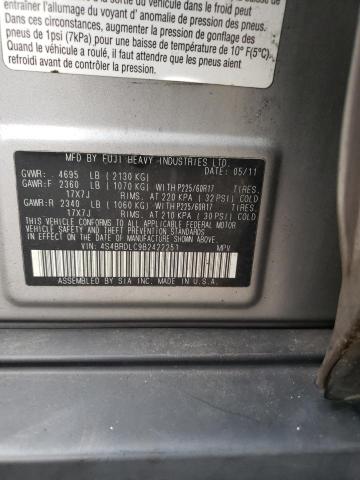 entraîner l'allumage du voyant d' anomalie de pression des pneus.
Dans ces circonstances, augmenter la pression de gonflage des
pneus de 1psi (7kPa) pour une baisse de température de 10° F(5°C).
Quand le véhicule a roulé, il faut attendre que les pneus aient
refroidi avant de contrôler la pression.
MFD. BY FUJI HEAVY INDUSTRIES LTD.
DATE: 05/11
GVWR: 4695 LB (2130 KG)
GAWR:F 2360 LB (1070 KG) WITH P225/60R17 TIRES,
17X7J RIMS, AT 220 KPA (32 PSI) COLD
GAWR:R 2340 LB (1060 KG) WITH P225/60R17 TIRES,
17X7J RIMS, AT 210 KPA (30 PSI) COLD
THIS VEHICLE CONFORMS TO ALL APPLICABLE FEDERAL
MOTOR VEHICLE SAFETY AND THEFT PREVENTION
STANDARDS IN EFFECT ON THE DATE OF MANUFACTURE
SHOWN ABOVE.
VIN: 4S4BRDLC9B2422251 MPV
ASSEMBLED BY SIA INC. MADE IN U.S.A.